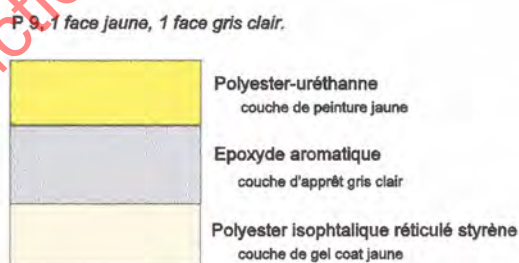 P 9, 1 face jaune, 1 face gris clair.
Polyester-uréthanne
couche de peinture jaune
Epoxyde aromatique
couche d'apprêt gris clair
Polyester isophtalique réticulé styrène
couche de gel coat jaune